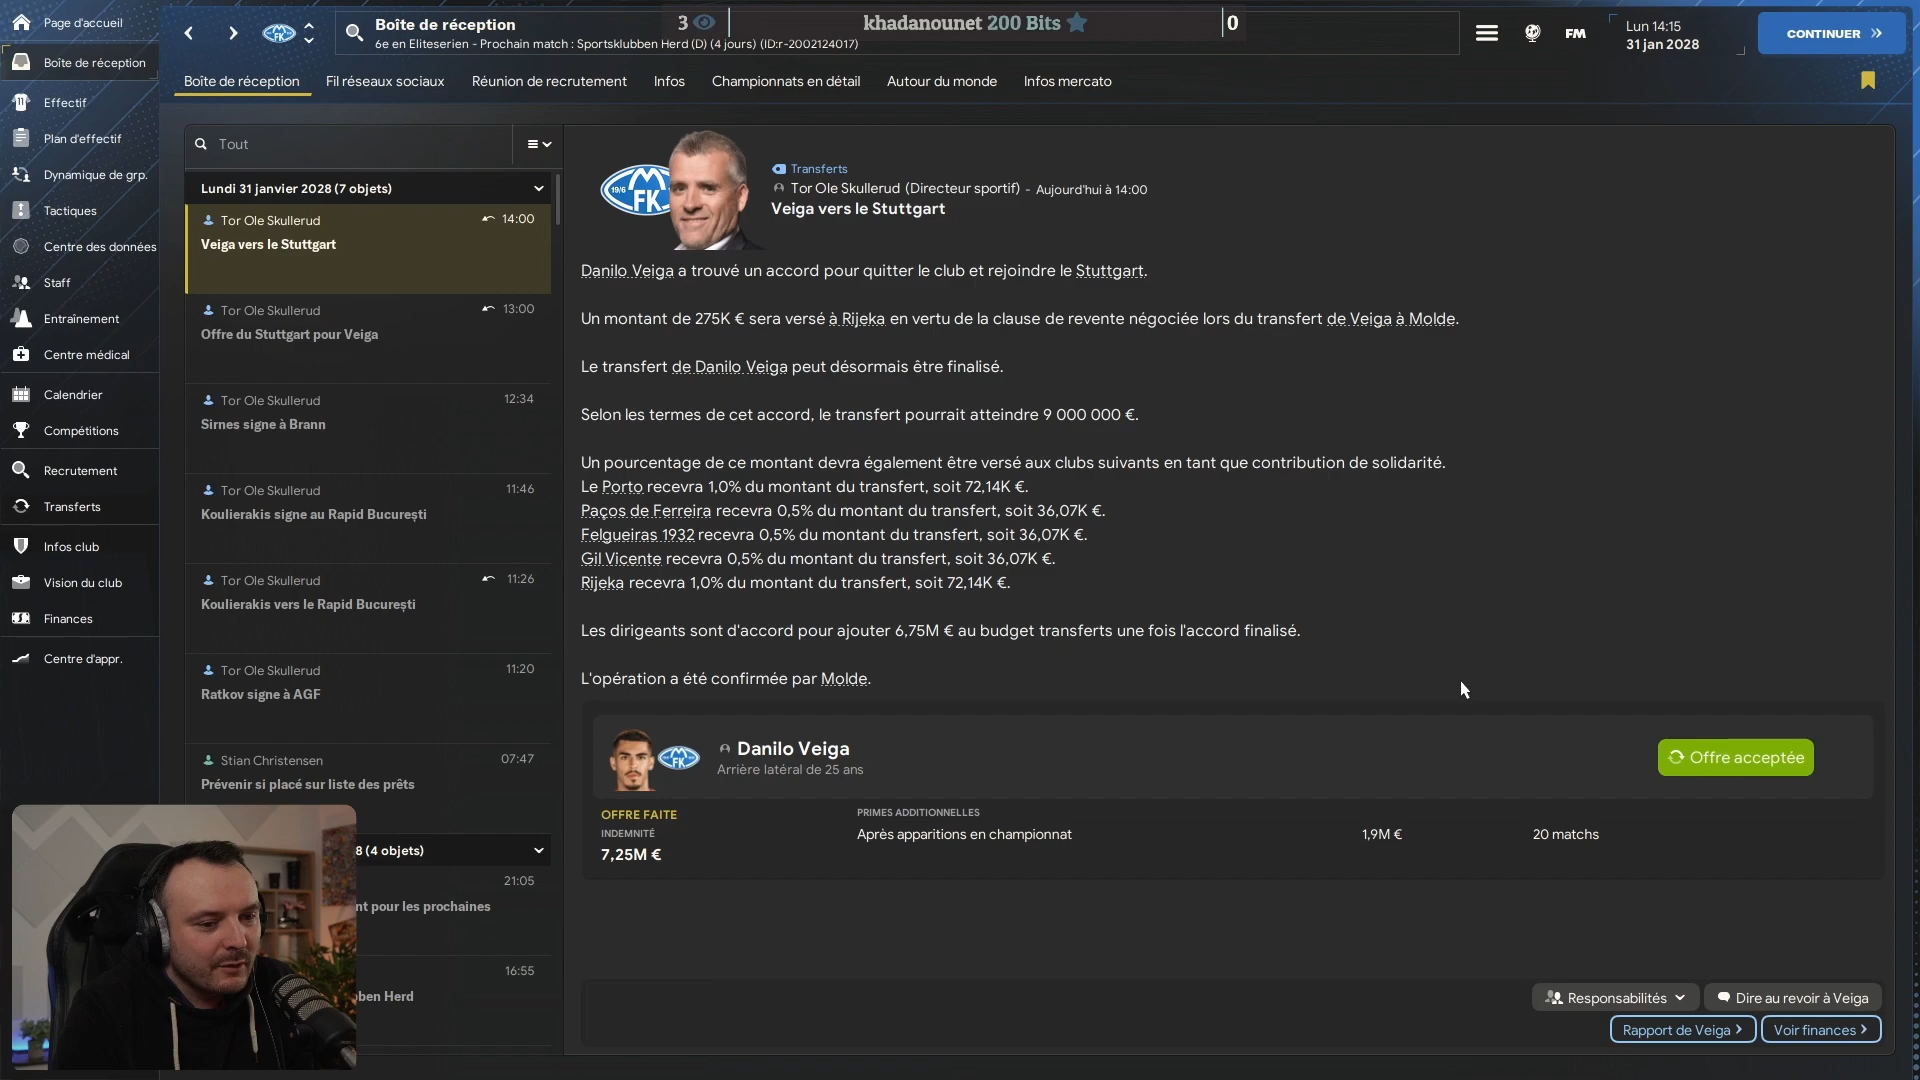 Page d'accueil
Boîte de réception
Effectif
Plan d'effectif
Dynamique de grp.
Tactiques
Centre des données
Staff
Entraînement
Centre médical
Calendrier
Compétitions
Recrutement
Transferts
Infos club
Vision du club
Finances
Centre d'appr.
Boîte de réception
6e en Eliteserien - Prochain match : Sportsklubben Herd (D) (4 jours) (ID:r-2002124017)
3
khadanounet 200 Bits
0
FM
Lun 14:15
31 jan 2028
CONTINUER
Boîte de réception
Fil réseaux sociaux
Réunion de recrutement
Infos
Championnats en détail
Autour du monde
Infos mercato
Tout
Lundi 31 janvier 2028 (7 objets)
Tor Ole Skullerud 14:00
Veiga vers le Stuttgart
Tor Ole Skullerud 13:00
Offre du Stuttgart pour Veiga
Tor Ole Skullerud 12:34
Sirnes signe à Brann
Tor Ole Skullerud 11:46
Koulierakis signe au Rapid București
Tor Ole Skullerud 11:26
Koulierakis vers le Rapid București
Tor Ole Skullerud 11:20
Ratkov signe à AGF
Stian Christensen 07:47
Prévenir si placé sur liste des prêts
8 (4 objets)
21:05
nt pour les prochaines
16:55
bben Herd
Transferts
Tor Ole Skullerud (Directeur sportif) - Aujourd'hui à 14:00
Veiga vers le Stuttgart
Danilo Veiga a trouvé un accord pour quitter le club et rejoindre le Stuttgart.
Un montant de 275K € sera versé à Rijeka en vertu de la clause de revente négociée lors du transfert de Veiga à Molde.
Le transfert de Danilo Veiga peut désormais être finalisé.
Selon les termes de cet accord, le transfert pourrait atteindre 9 000 000 €.
Un pourcentage de ce montant devra également être versé aux clubs suivants en tant que contribution de solidarité.
Le Porto recevra 1,0% du montant du transfert, soit 72,14K €.
Paços de Ferreira recevra 0,5% du montant du transfert, soit 36,07K €.
Felgueiras 1932 recevra 0,5% du montant du transfert, soit 36,07K €.
Gil Vicente recevra 0,5% du montant du transfert, soit 36,07K €.
Rijeka recevra 1,0% du montant du transfert, soit 72,14K €.
Les dirigeants sont d'accord pour ajouter 6,75M € au budget transferts une fois l'accord finalisé.
L'opération a été confirmée par Molde.
Danilo Veiga
Arrière latéral de 25 ans
Offre acceptée
OFFRE FAITE
INDEMNITÉ
7,25M €
PRIMES ADDITIONNELLES
Après apparitions en championnat 1,9M € 20 matchs
Responsabilités
Dire au revoir à Veiga
Rapport de Veiga
Voir finances